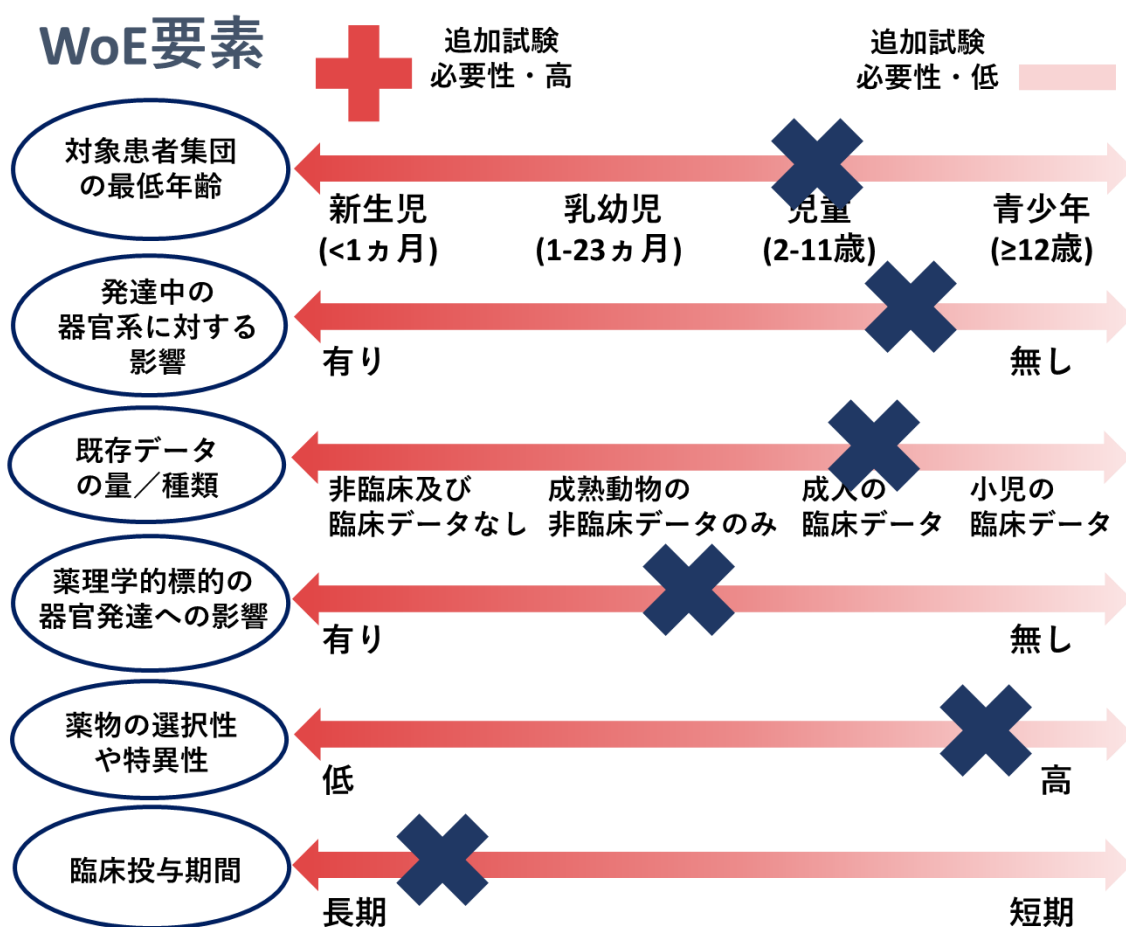 WoE要素
追加試験
必要性・高
追加試験
必要性・低
対象患者集団
の最低年齢
新生児
(<1ヵ月)
乳幼児
(1-23ヵ月)
児童
(2-11歳)
青少年
(≥12歳)
発達中の
器官系に対する
影響
有り
無し
既存データ
の量／種類
非臨床及び
臨床データなし
成熟動物の
非臨床データのみ
成人の
臨床データ
小児の
臨床データ
薬理学的標的の
器官発達への影響
有り
無し
薬物の選択性
や特異性
低
高
臨床投与期間
長期
短期